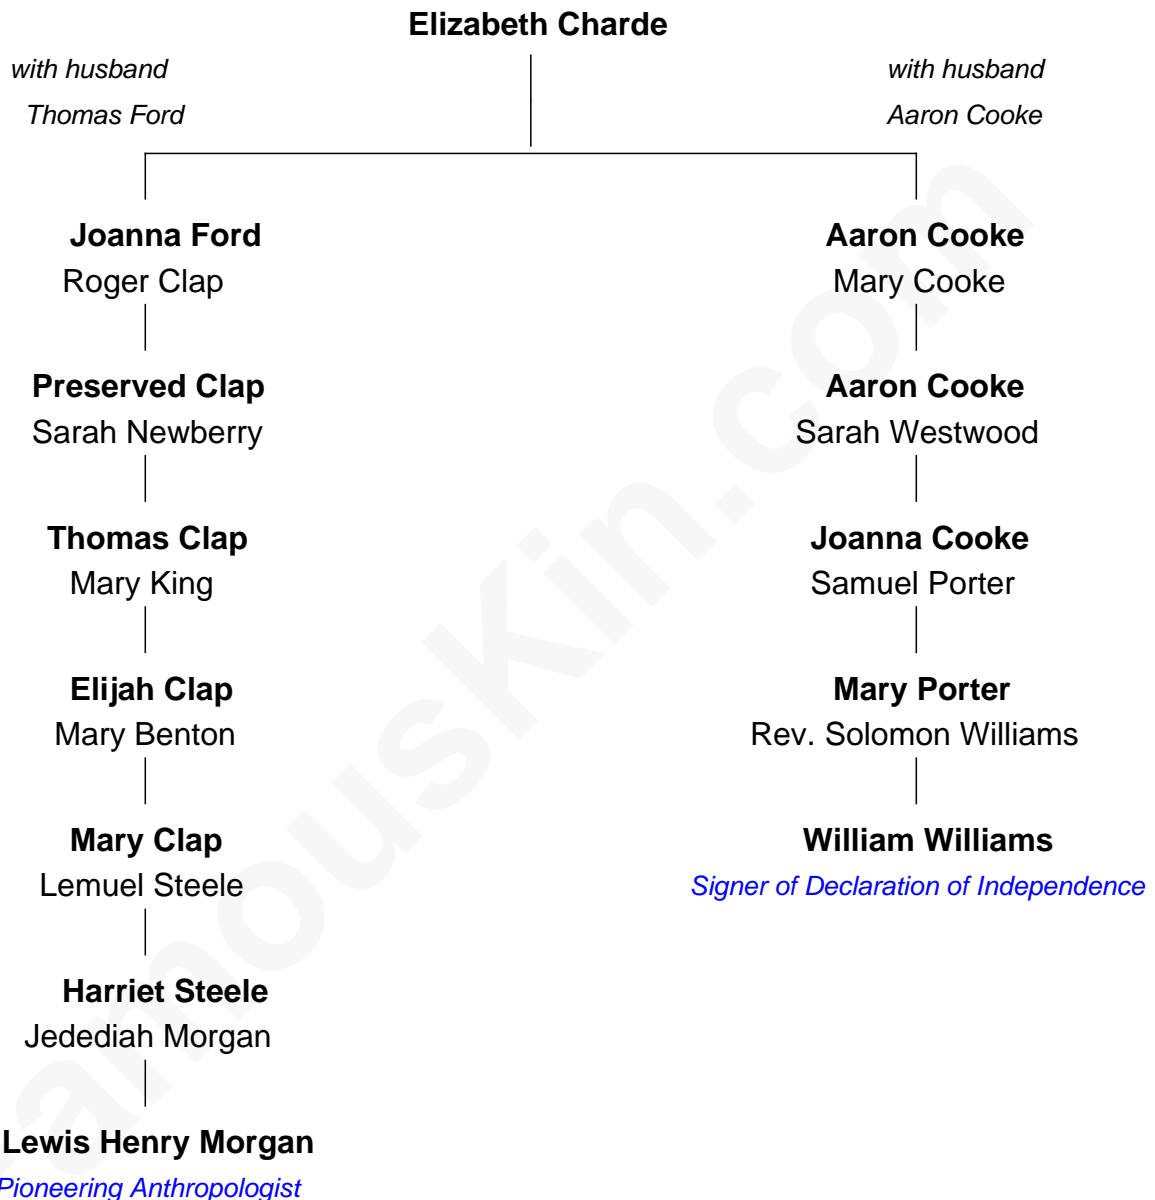 Elizabeth Charde
with husband
Thomas Ford
with husband
Aaron Cooke
Joanna Ford
Roger Clap
Preserved Clap
Sarah Newberry
Thomas Clap
Mary King
Elijah Clap
Mary Benton
Mary Clap
Lemuel Steele
Harriet Steele
Jedediah Morgan
Lewis Henry Morgan
Pioneering Anthropologist
Aaron Cooke
Mary Cooke
Aaron Cooke
Sarah Westwood
Joanna Cooke
Samuel Porter
Mary Porter
Rev. Solomon Williams
William Williams
Signer of Declaration of Independence
famouskin.com